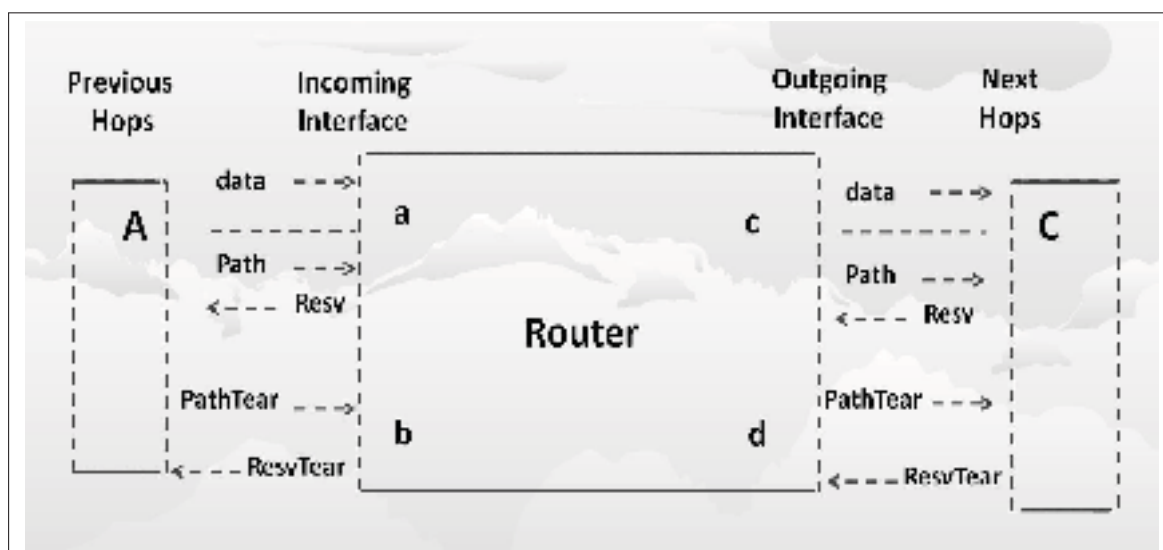 Previous
Hops
Incoming
Interface
Outgoing
Interface
Next
Hops
data
data
A
a
c
C
Path
Path
Resv
Resv
Router
PathTear
PathTear
b
d
ResvTear
ResvTear